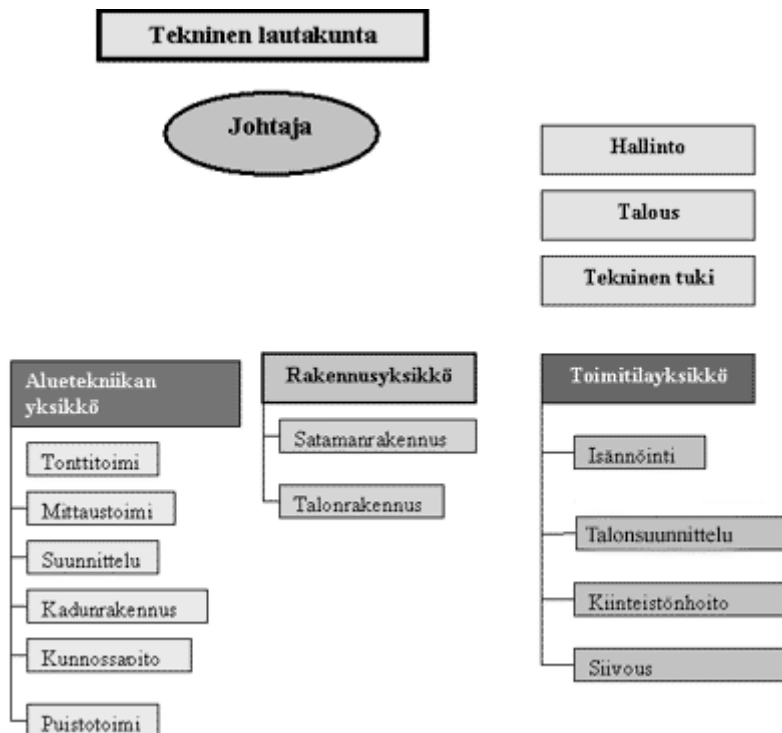 Tekninen lautakunta
Johtaja
Hallinto
Talous
Tekninen tuki
Aluetekniikan
yksikkö
Tonttitoimi
Mittaustoimi
Suunnittelu
Kadunrakennus
Kunnossapito
Puistotoimi
Rakennusyksikkö
Satamanrakennus
Talonrakennus
Toimitilayksikkö
Isännöinti
Talonsuunnittelu
Kiinteistönhoito
Siivous